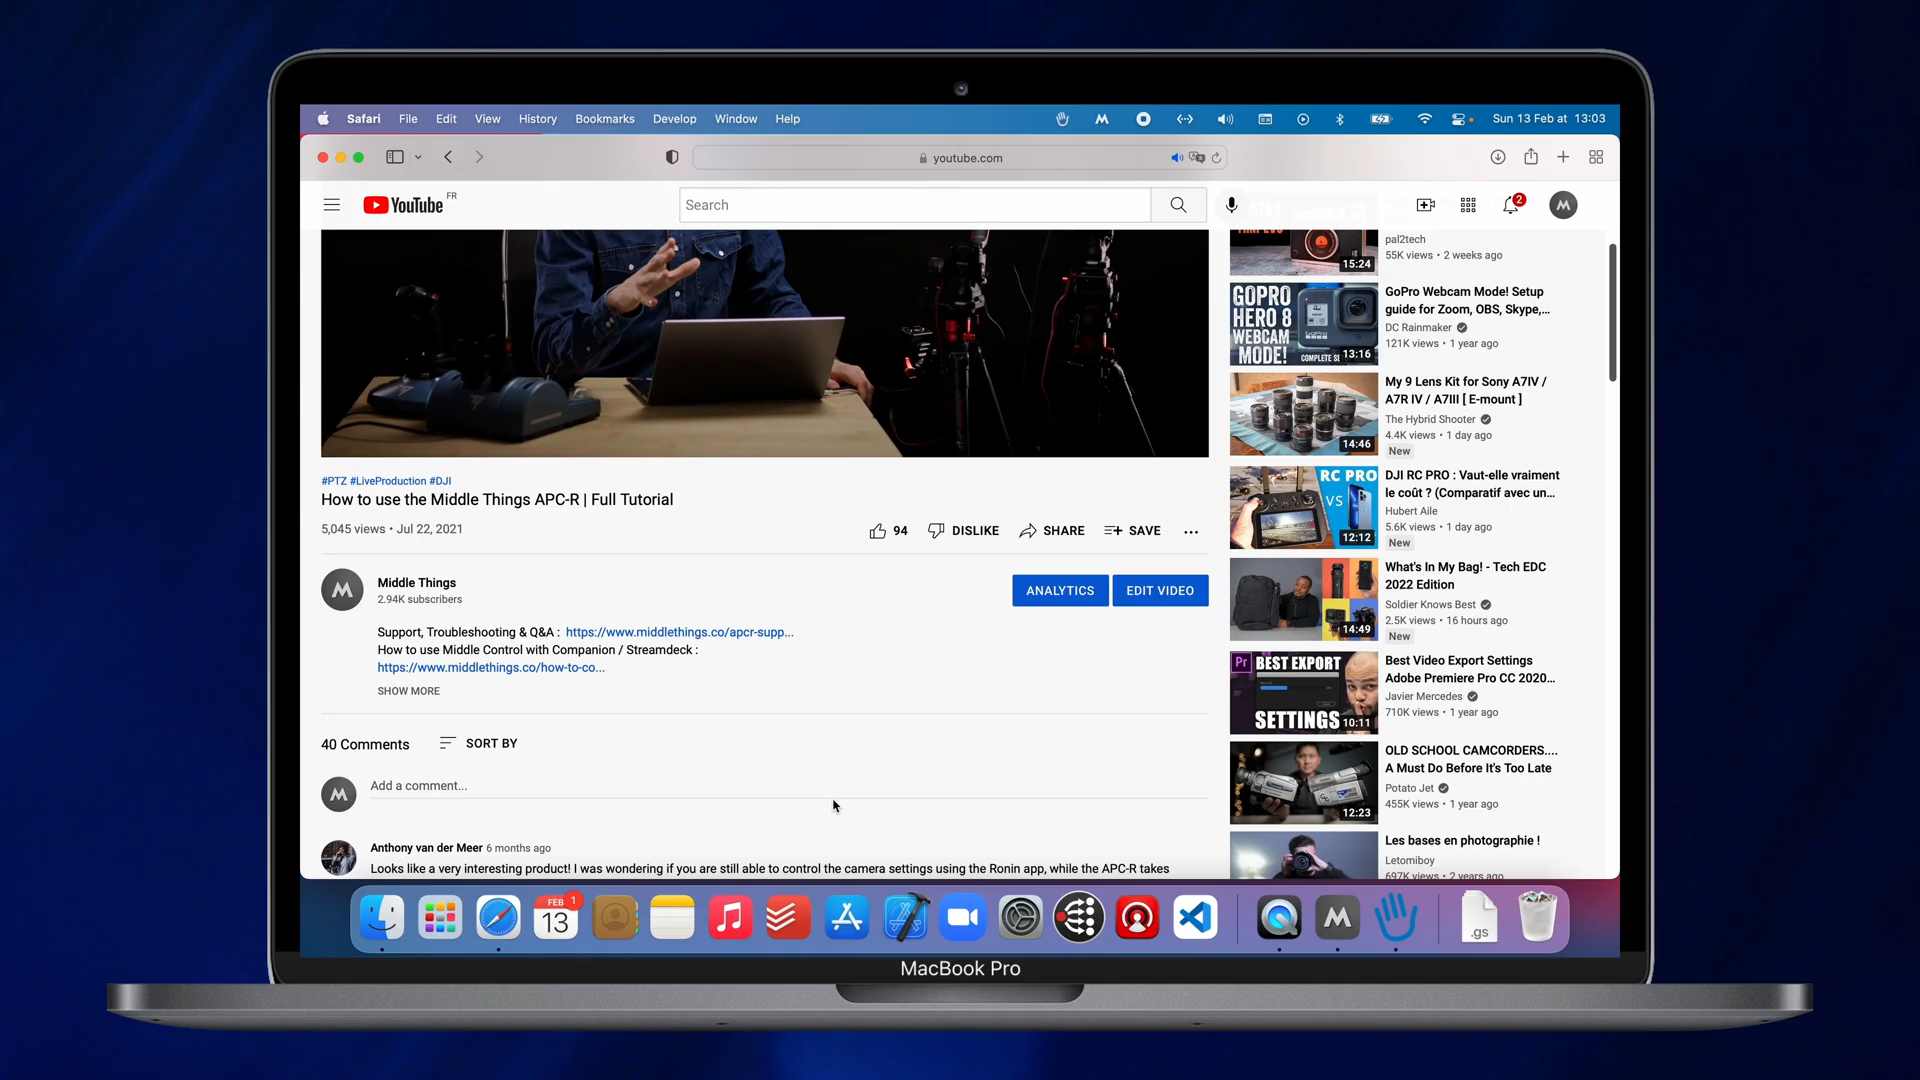 Safari File Edit View History Bookmarks Develop Window Help
Sun 13 Feb at 13:03
youtube.com
YouTube FR
Search
2
M
15:24
pal2tech
55K views • 2 weeks ago
GOPRO
HERO 8
WEBCAM
MODE!
13:16
GoPro Webcam Mode! Setup
guide for Zoom, OBS, Skype,...
DC Rainmaker
121K views • 1 year ago
14:46
My 9 Lens Kit for Sony A7IV /
A7R IV / A7III [ E-mount ]
The Hybrid Shooter
4.4K views • 1 day ago
New
RC PRO
VS
12:12
DJI RC PRO : Vaut-elle vraiment
le coût ? (Comparatif avec un...
Hubert Aile
5.6K views • 1 day ago
New
14:49
What's In My Bag! - Tech EDC
2022 Edition
Soldier Knows Best
2.5K views • 16 hours ago
New
Pr BEST EXPORT
SETTINGS
10:11
Best Video Export Settings
Adobe Premiere Pro CC 2020...
Javier Mercedes
710K views • 1 year ago
12:23
OLD SCHOOL CAMCORDERS....
A Must Do Before It's Too Late
Potato Jet
455K views • 1 year ago
Les bases en photographie !
Letomiboy
697K views • 2 years ago
#PTZ #LiveProduction #DJI
How to use the Middle Things APC-R | Full Tutorial
5,045 views • Jul 22, 2021
94 DISLIKE SHARE SAVE
M
Middle Things
2.94K subscribers
ANALYTICS EDIT VIDEO
Support, Troubleshooting & Q&A : https://www.middlethings.co/apcr-supp...
How to use Middle Control with Companion / Streamdeck :
https://www.middlethings.co/how-to-co...
SHOW MORE
40 Comments SORT BY
M
Add a comment...
Anthony van der Meer 6 months ago
Looks like a very interesting product! I was wondering if you are still able to control the camera settings using the Ronin app, while the APC-R takes
FEB 1
13
M
.gs
MacBook Pro